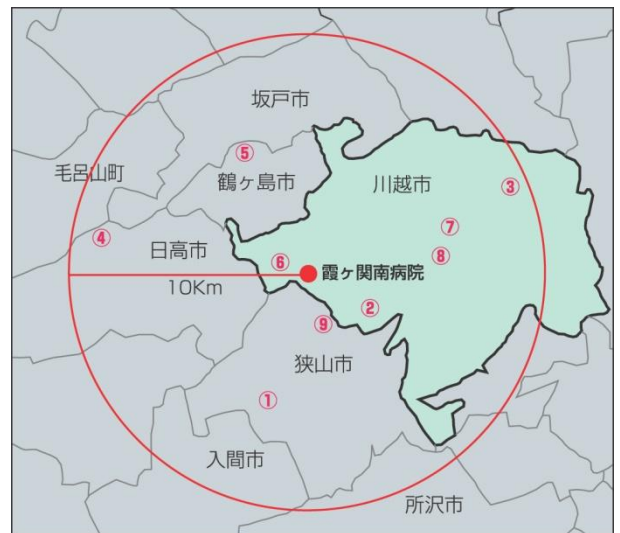 坂戸市
⑤
毛呂山町
鶴ヶ島市
川越市
③
⑦
④
日高市
⑧
⑥
霞ヶ関南病院
10Km
②
⑨
狭山市
①
入間市
所沢市